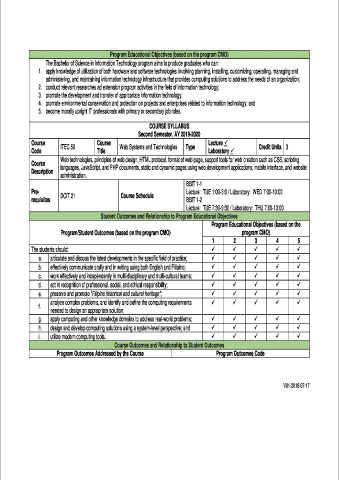 Program Educational Objectives (based on the program CMO)
The Bachelor of Science in Information Technology program aims to produce graduates who can:
1. apply knowledge of utilization of both hardware and software technologies involving planning, installing, customizing, operating, managing and
administering, and maintaining information technology infrastructure that provides computing solutions to address the needs of an organization;
2. conduct relevant researches and extension program activities in the field of information technology;
3. promote the development and transfer of appropriate information technology;
4. promote environmental conservation and protection on projects and enterprises related to information technology; and
5. become morally upright IT professionals with primary or secondary job roles.
COURSE SYLLABUS
Second Semester, AY 2019-2020
Course Code ITEC 50 Course Title Web Systems and Technologies Type Lecture ✓ Laboratory ✓ Credit Units 3
Course Description Web technologies, principles of web design, HTML protocol, format of web page, support tools for web creation such as CSS, scripting
languages, JavaScript, and PHP documents, static and dynamic pages using web development applications, mobile interface, and website
administration.
Pre-requisites DCIT 21 Course Schedule
BSIT 1-1
Lecture: TUE 1:00-3:00 / Laboratory: WED 7:00-10:00
BSIT 1-2
Lecture: TUE 7:30-9:30 / Laboratory: THU 7:00-10:00
Student Outcomes and Relationship to Program Educational Objectives
Program/Student Outcomes (based on the program CMO)
Program Educational Objectives (based on the
program CMO)
1 2 3 4 5
The students should: ✓ ✓ ✓ ✓ ✓
a. articulate and discuss the latest developments in the specific field of practice; ✓ ✓ ✓ ✓ ✓
b. effectively communicate orally and in writing using both English and Filipino; ✓ ✓ ✓ ✓ ✓
c. work effectively and independently in multi-disciplinary and multi-cultural teams; ✓ ✓ ✓ ✓
d. act in recognition of professional, social, and ethical responsibility; ✓ ✓ ✓ ✓ ✓
e. preserve and promote "Filipino historical and cultural heritage"; ✓ ✓ ✓ ✓ ✓
f. analyze complex problems, and identify and define the computing requirements ✓ ✓ ✓ ✓ ✓
needed to design an appropriate solution;
g. apply computing and other knowledge domains to address real-world problems; ✓ ✓ ✓ ✓ ✓
h. design and develop computing solutions using a system-level perspective; and ✓ ✓ ✓ ✓ ✓
i. utilize modern computing tools. ✓ ✓ ✓ ✓ ✓
Course Outcomes and Relationship to Student Outcomes
Program Outcomes Addressed by the Course Program Outcomes Code
V01-2018-07-17